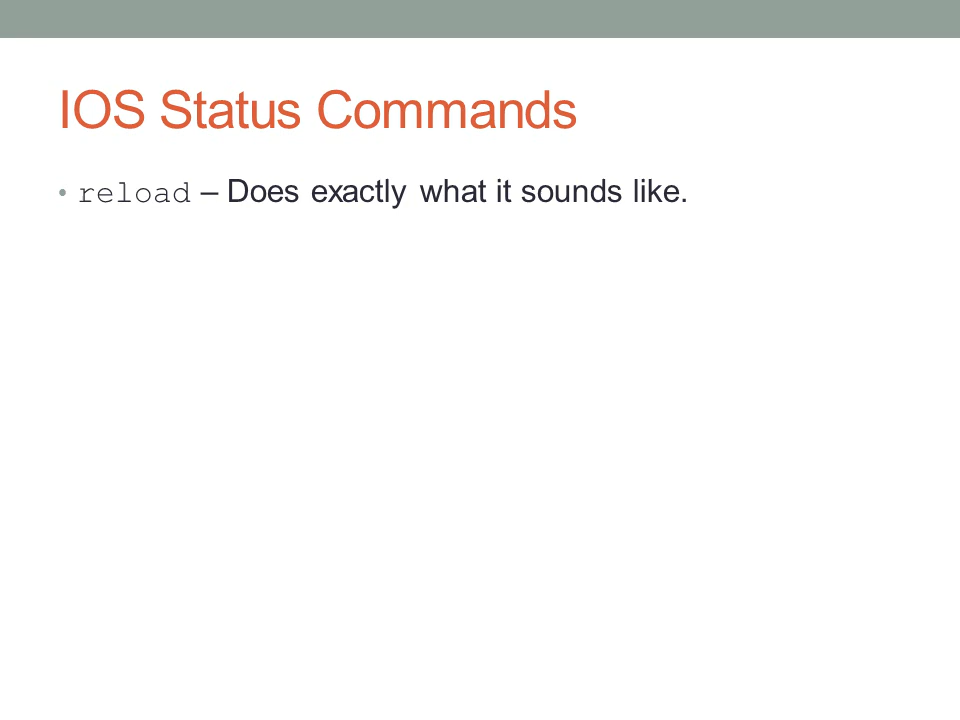 IOS Status Commands
• reload – Does exactly what it sounds like.